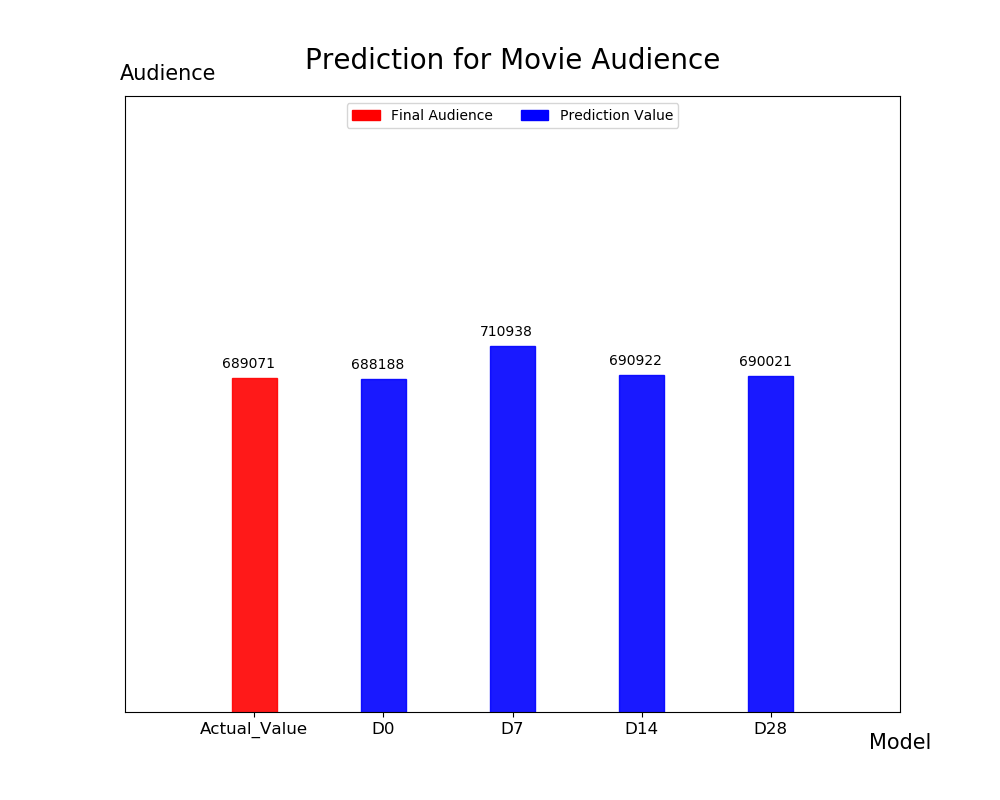 Prediction for Movie Audience
Audience
Final Audience
Prediction Value
689071
688188
710938
690922
690021
Actual_Value
D0
D7
D14
D28
Model